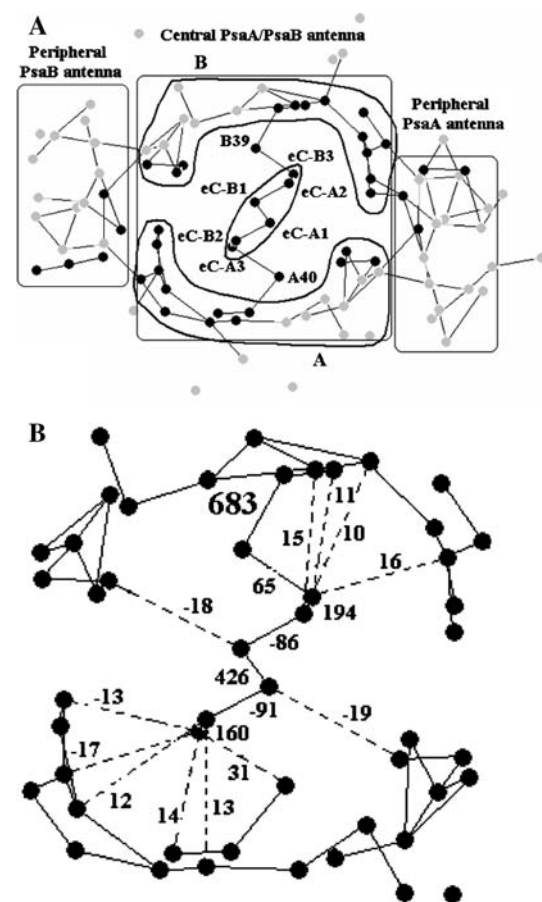 A
Central PsaA/PsaB antenna
Peripheral
PsaB antenna
B
Peripheral
PsaA antenna
B39
eC-B3
eC-B1
eC-A2
eC-B2
eC-A1
eC-A3
A40
A
B
683
11
15
10
16
65
194
-18
-86
426
-13
-91
-19
160
-17
31
12
14
13